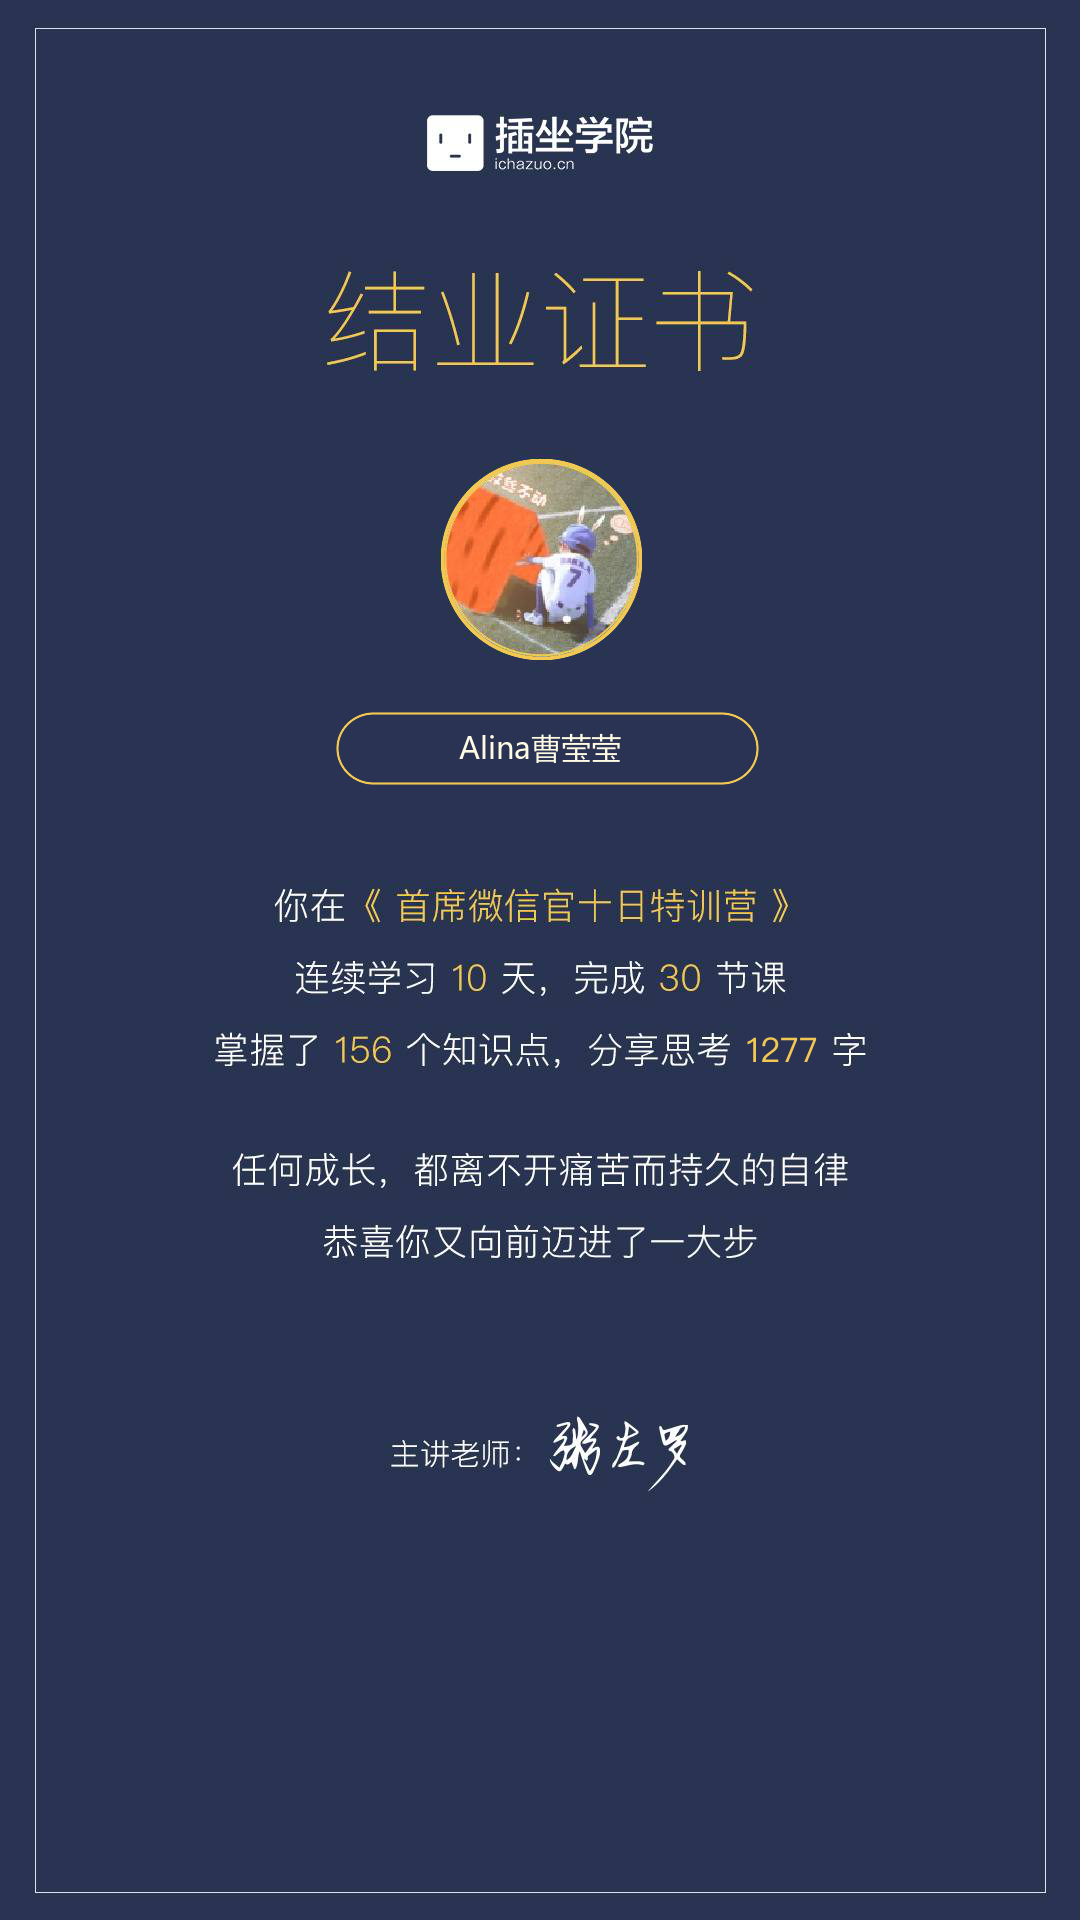 插坐学院
ichazuo.cn
结业证书
Alina曹莹莹
你在《 首席微信官十日特训营 》
连续学习 10 天，完成 30 节课
掌握了 156 个知识点，分享思考 1277 字
任何成长，都离不开痛苦而持久的自律
恭喜你又向前迈进了一大步
主讲老师：粥左罗